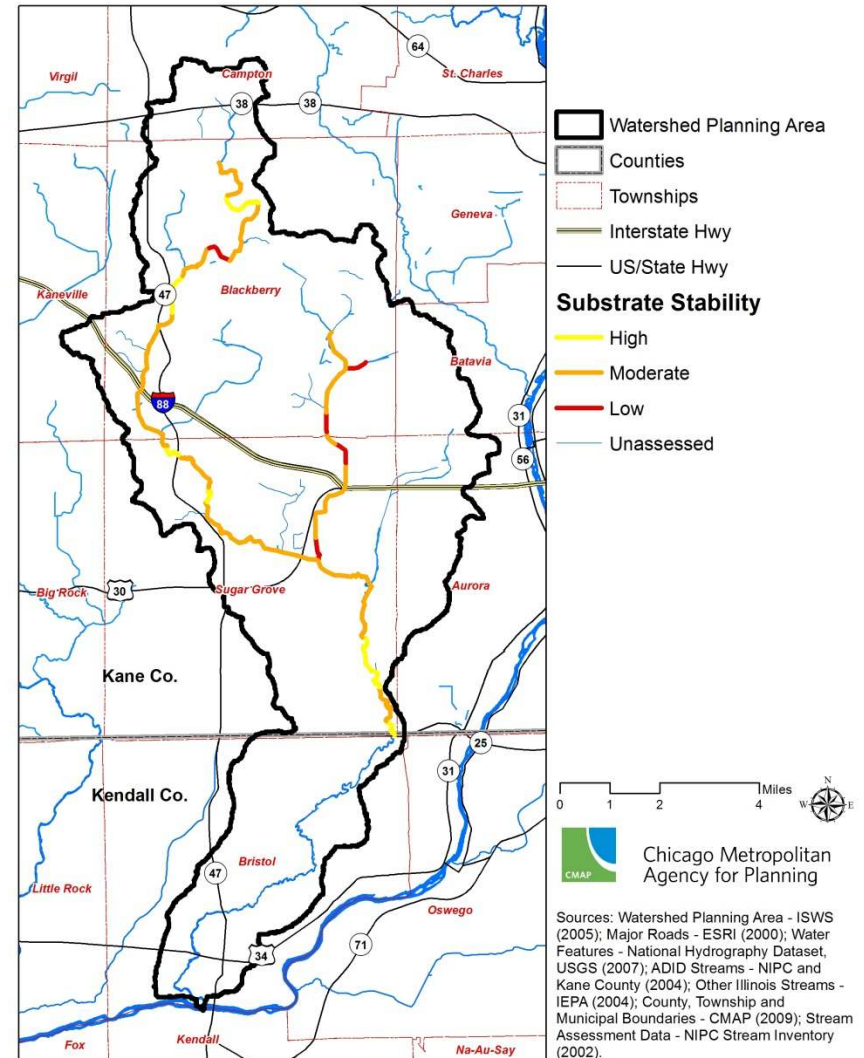 64
Virgil
Campton
St. Charles
38
38
Geneva
Kaneville
47
Blackberry
Batavia
88
31
56
Big Rock
30
Sugar Grove
Aurora
Kane Co.
25
31
Kendall Co.
Bristol
47
Little Rock
Oswego
71
34
Fox
Kendall
Na-Au-Say
Watershed Planning Area
Counties
Townships
Interstate Hwy
US/State Hwy
Substrate Stability
High
Moderate
Low
Unassessed
Miles
0 1 2 4
N
W E
S
CMAP
Chicago Metropolitan
Agency for Planning
Sources: Watershed Planning Area - ISWS
(2005); Major Roads - ESRI (2000); Water
Features - National Hydrography Dataset,
USGS (2007); ADID Streams - NIPC and
Kane County (2004); Other Illinois Streams -
IEPA (2004); County, Township and
Municipal Boundaries - CMAP (2009); Stream
Assessment Data - NIPC Stream Inventory
(2002).